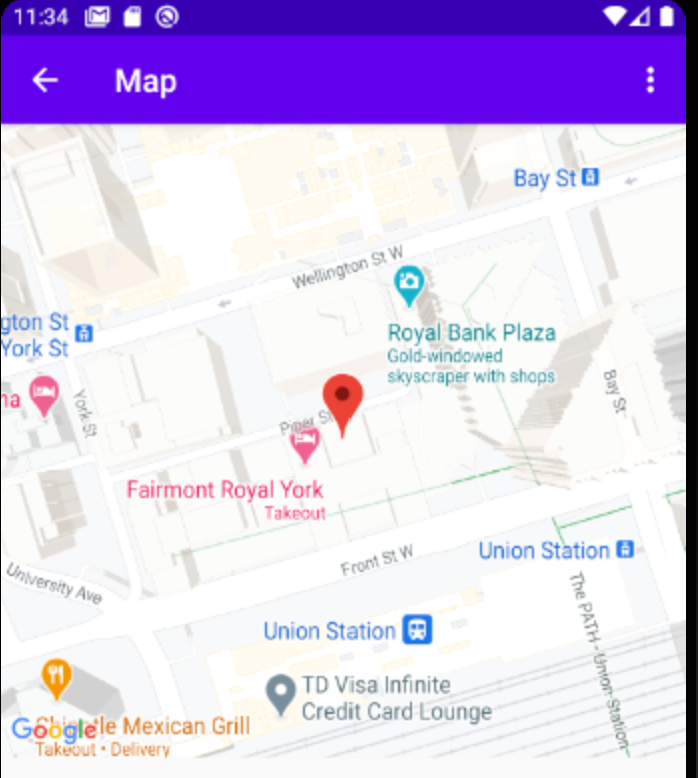 11:34
Map
Bay St
Wellington St W
gton St
York St
Royal Bank Plaza
Gold-windowed
skyscraper with shops
na
York St
Piper St
Bay St
Fairmont Royal York
Takeout
Front St W
Union Station
University Ave
The PATH - Union Station
Union Station
TD Visa Infinite
Credit Card Lounge
Google
Mexican Grill
Takeout • Delivery